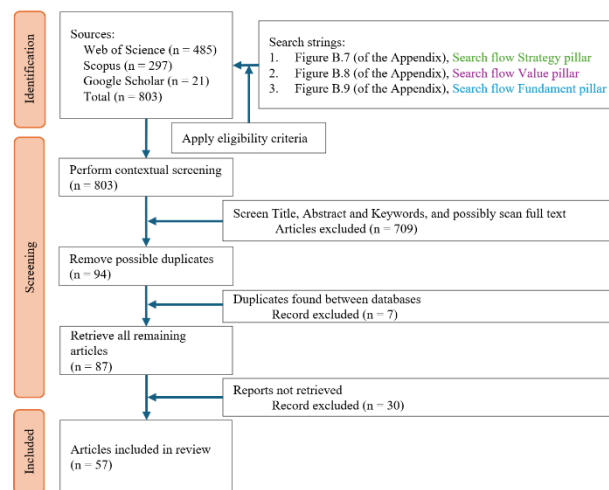 Identification
Sources:
Web of Science (n = 485)
Scopus (n = 297)
Google Scholar (n = 21)
Total (n = 803)
Search strings:
1. Figure B.7 (of the Appendix), Search flow Strategy pillar
2. Figure B.8 (of the Appendix), Search flow Value pillar
3. Figure B.9 (of the Appendix), Search flow Fundament pillar
Apply eligibility criteria
Screening
Perform contextual screening
(n = 803)
Screen Title, Abstract and Keywords, and possibly scan full text
Articles excluded (n = 709)
Remove possible duplicates
(n = 94)
Duplicates found between databases
Record excluded (n = 7)
Retrieve all remaining
articles
(n = 87)
Reports not retrieved
Record excluded (n = 30)
Included
Articles included in review
(n = 57)